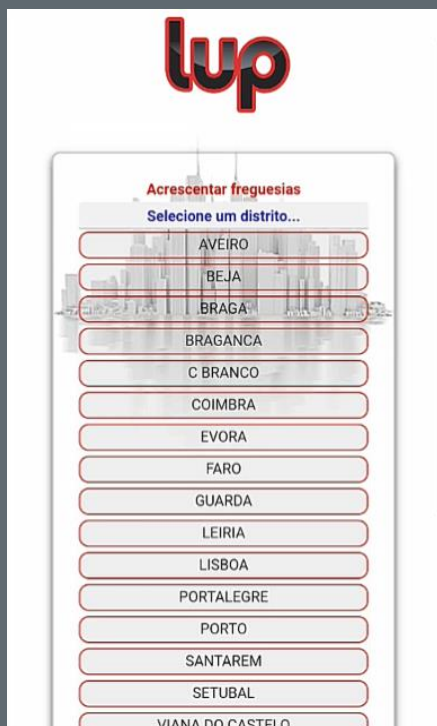 lup
Acrescentar freguesias
Selecione um distrito...
AVEIRO
BEJA
BRAGA
BRAGANCA
C BRANCO
COIMBRA
EVORA
FARO
GUARDA
LEIRIA
LISBOA
PORTALEGRE
PORTO
SANTAREM
SETUBAL
VIANA DO CASTELO